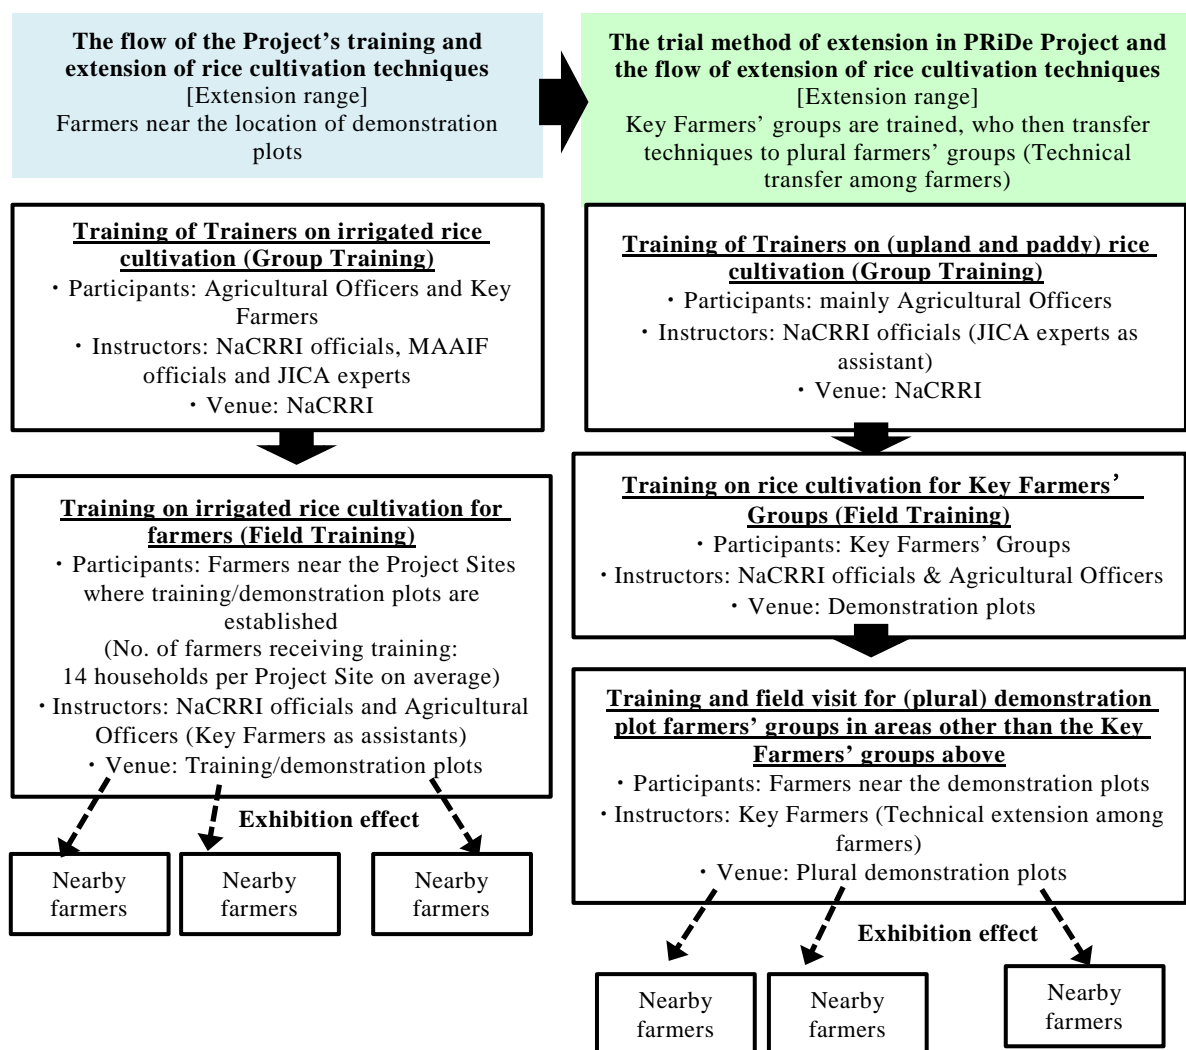 The flow of the Project's training and
extension of rice cultivation techniques
[Extension range]
Farmers near the location of demonstration
plots
Training of Trainers on irrigated rice
cultivation (Group Training)
・Participants: Agricultural Officers and Key
Farmers
・Instructors: NaCRRI officials, MAAIF
officials and JICA experts
・Venue: NaCRRI
Training on irrigated rice cultivation for
farmers (Field Training)
・Participants: Farmers near the Project Sites
where training/demonstration plots are
established
(No. of farmers receiving training:
14 households per Project Site on average)
・Instructors: NaCRRI officials and Agricultural
Officers (Key Farmers as assistants)
・Venue: Training/demonstration plots
Exhibition effect
Nearby
farmers
Nearby
farmers
Nearby
farmers
The trial method of extension in PRiDe Project and
the flow of extension of rice cultivation techniques
[Extension range]
Key Farmers' groups are trained, who then transfer
techniques to plural farmers' groups (Technical
transfer among farmers)
Training of Trainers on (upland and paddy) rice
cultivation (Group Training)
・Participants: mainly Agricultural Officers
・Instructors: NaCRRI officials (JICA experts as
assistant)
・Venue: NaCRRI
Training on rice cultivation for Key Farmers'
Groups (Field Training)
・Participants: Key Farmers' Groups
・Instructors: NaCRRI officials & Agricultural Officers
・Venue: Demonstration plots
Training and field visit for (plural) demonstration
plot farmers' groups in areas other than the Key
Farmers' groups above
・Participants: Farmers near the demonstration plots
・Instructors: Key Farmers (Technical extension among
farmers)
・Venue: Plural demonstration plots
Exhibition effect
Nearby
farmers
Nearby
farmers
Nearby
farmers